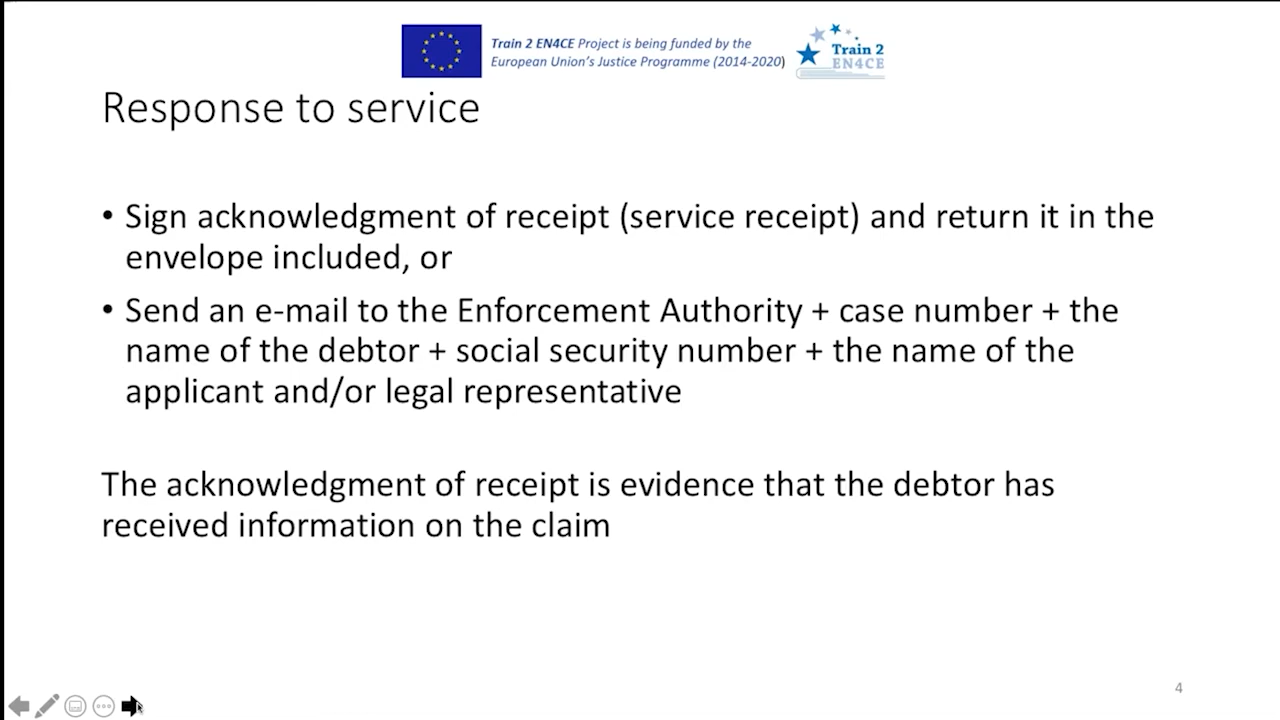 Train 2 EN4CE Project is being funded by the
European Union's Justice Programme (2014-2020)
Train 2
EN4CE
Response to service
• Sign acknowledgment of receipt (service receipt) and return it in the
envelope included, or
• Send an e-mail to the Enforcement Authority + case number + the
name of the debtor + social security number + the name of the
applicant and/or legal representative
The acknowledgment of receipt is evidence that the debtor has
received information on the claim
4